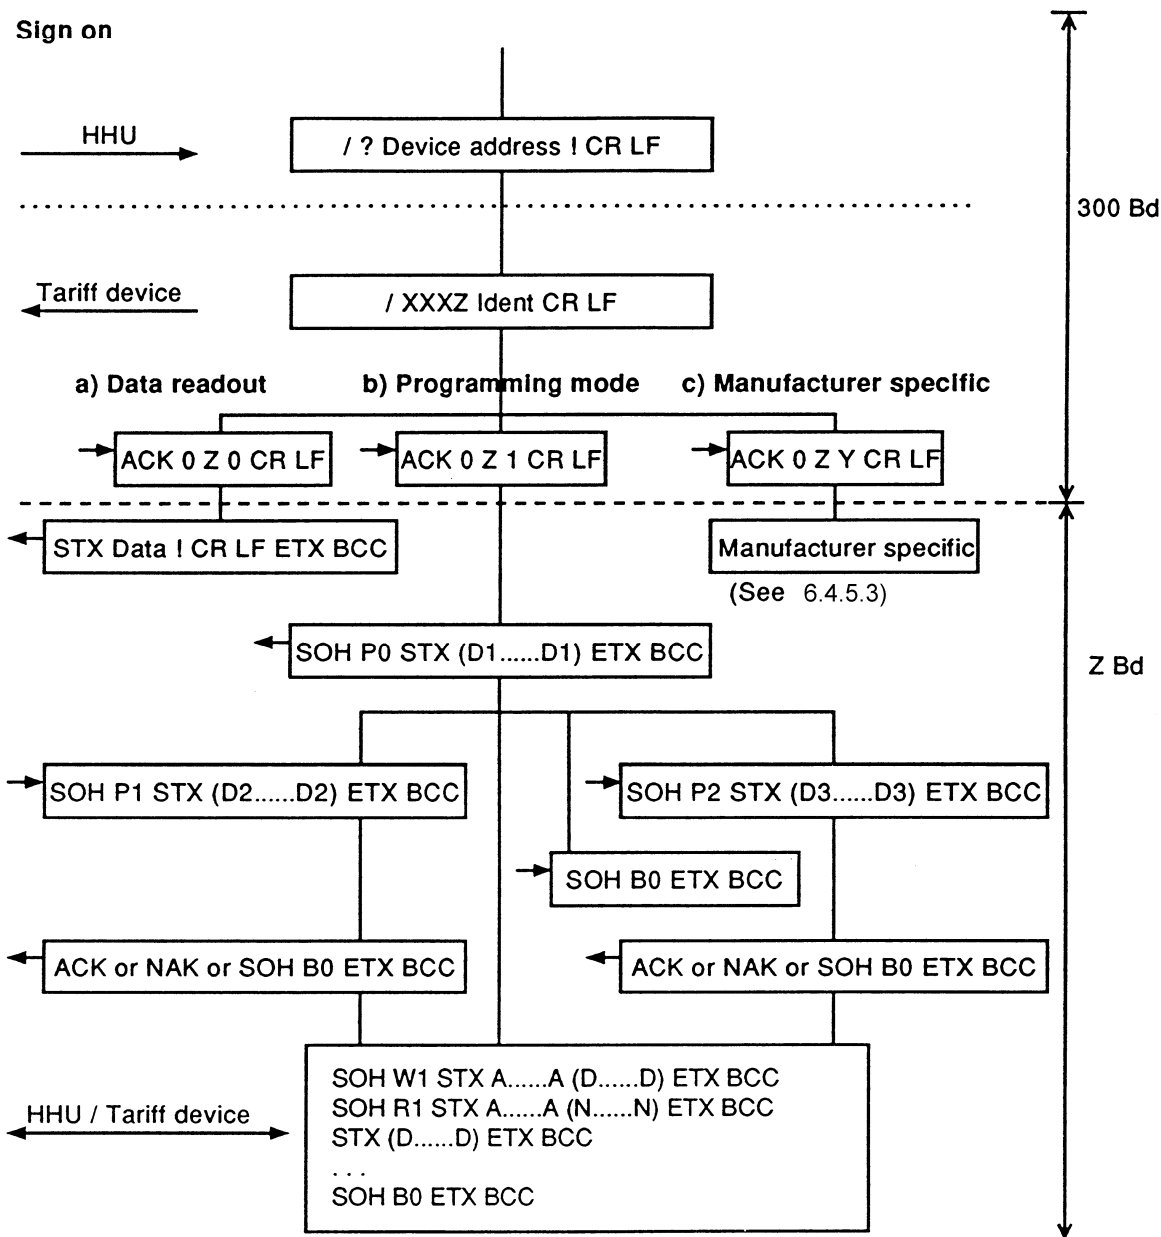 Sign on
HHU
/ ? Device address ! CR LF
300 Bd
Tariff device
/ XXXZ Ident CR LF
a) Data readout
b) Programming mode
c) Manufacturer specific
ACK 0 Z 0 CR LF
ACK 0 Z 1 CR LF
ACK 0 Z Y CR LF
STX Data ! CR LF ETX BCC
Manufacturer specific
(See 6.4.5.3)
SOH P0 STX (D1......D1) ETX BCC
Z Bd
SOH P1 STX (D2......D2) ETX BCC
SOH P2 STX (D3......D3) ETX BCC
SOH B0 ETX BCC
ACK or NAK or SOH B0 ETX BCC
ACK or NAK or SOH B0 ETX BCC
HHU / Tariff device
SOH W1 STX A......A (D......D) ETX BCC
SOH R1 STX A......A (N......N) ETX BCC
STX (D......D) ETX BCC
. . .
SOH B0 ETX BCC